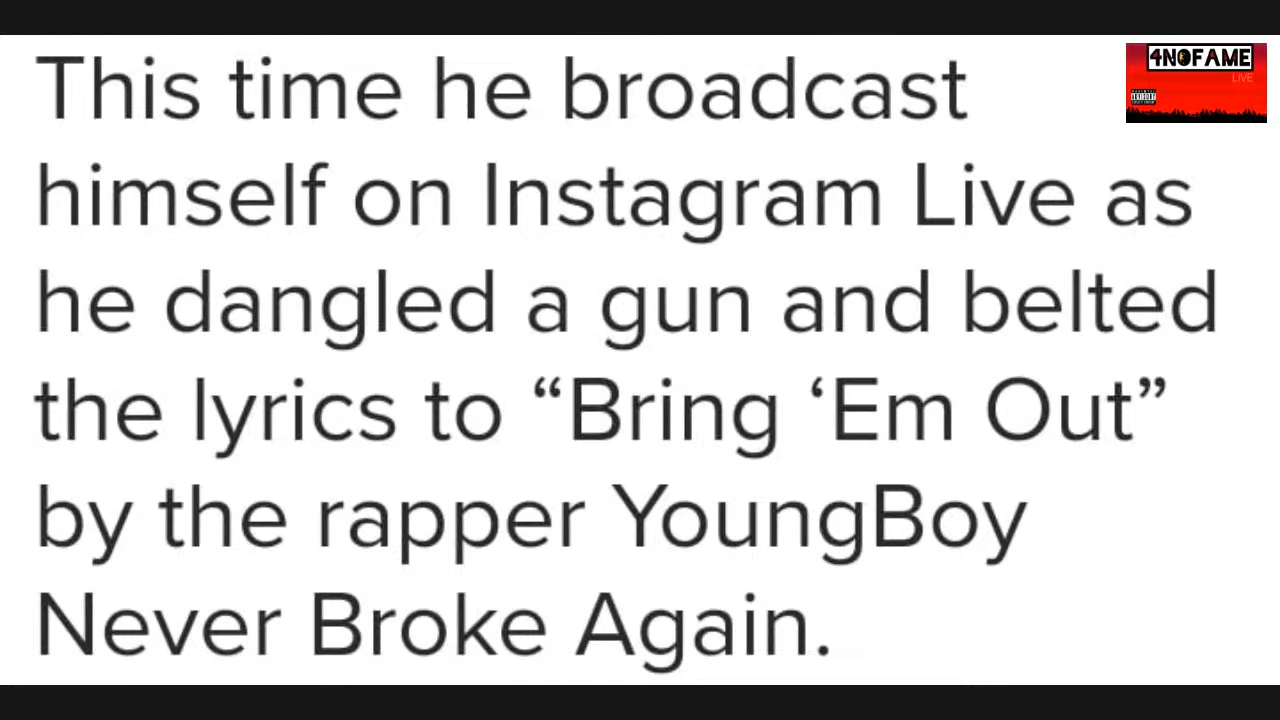 This time he broadcast
himself on Instagram Live as
he dangled a gun and belted
the lyrics to “Bring ‘Em Out”
by the rapper YoungBoy
Never Broke Again.
4NOFAME
LIVE